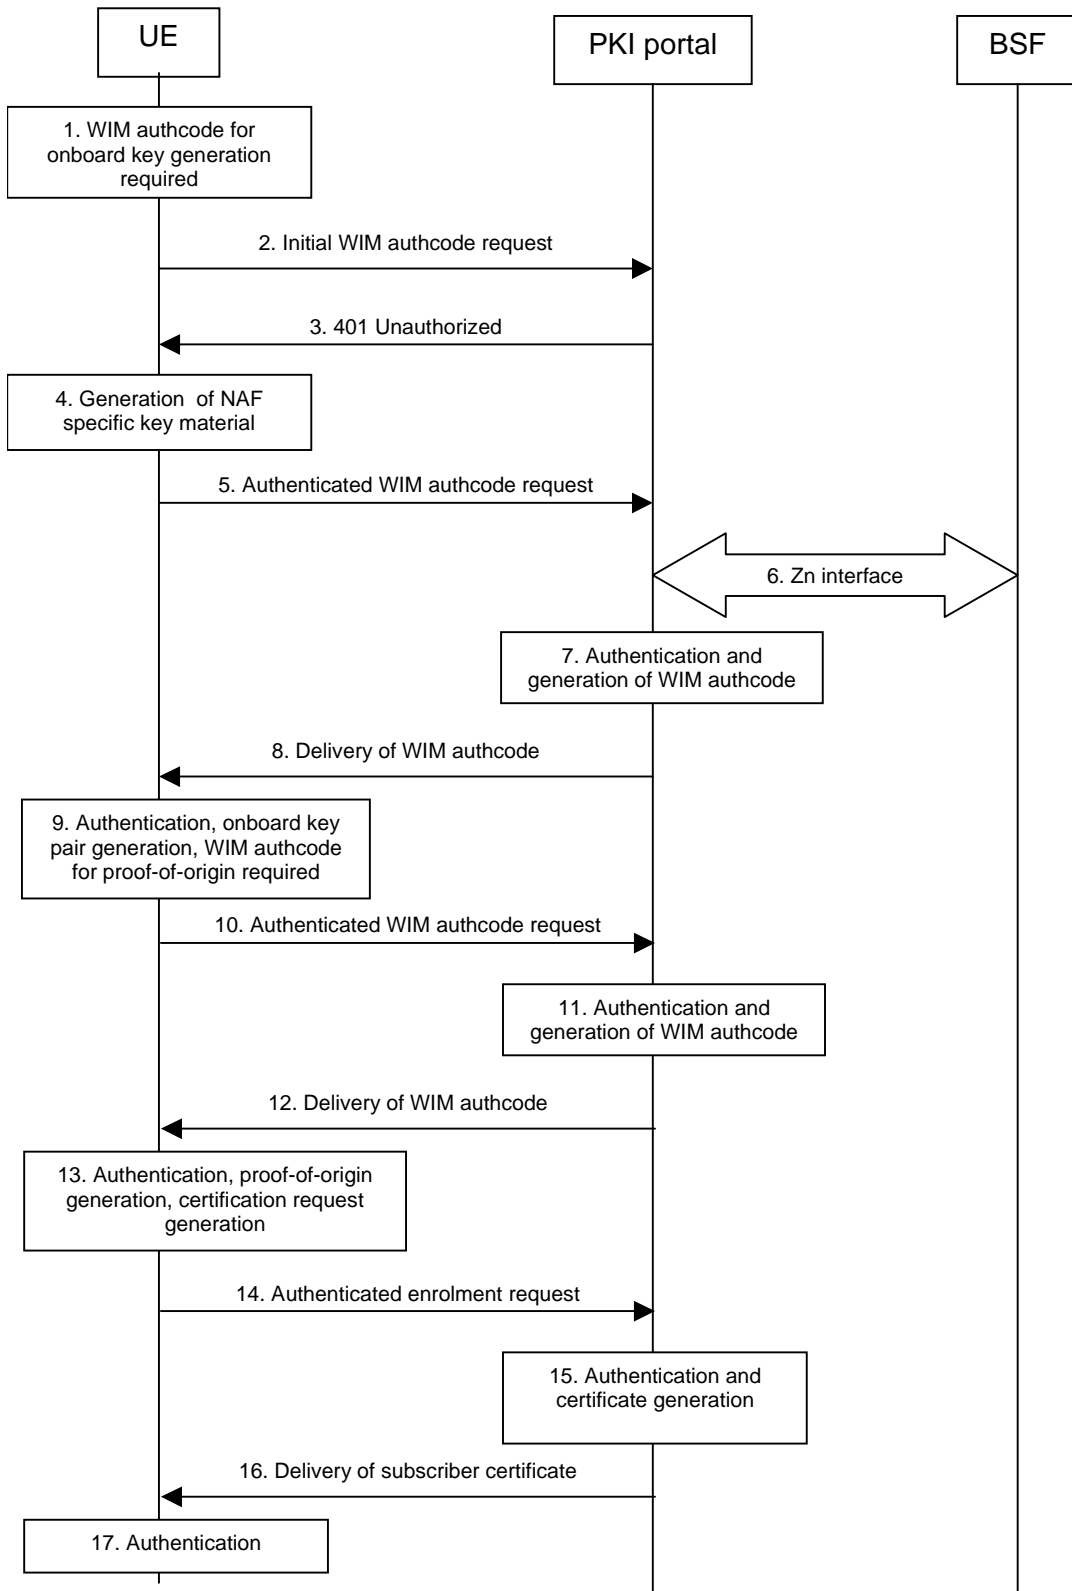 UE
PKI portal
BSF
1. WIM authcode for
onboard key generation
required
2. Initial WIM authcode request
3. 401 Unauthorized
4. Generation of NAF
specific key material
5. Authenticated WIM authcode request
6. Zn interface
7. Authentication and
generation of WIM authcode
8. Delivery of WIM authcode
9. Authentication, onboard key
pair generation, WIM authcode
for proof-of-origin required
10. Authenticated WIM authcode request
11. Authentication and
generation of WIM authcode
12. Delivery of WIM authcode
13. Authentication, proof-of-origin
generation, certification request
generation
14. Authenticated enrolment request
15. Authentication and
certificate generation
16. Delivery of subscriber certificate
17. Authentication